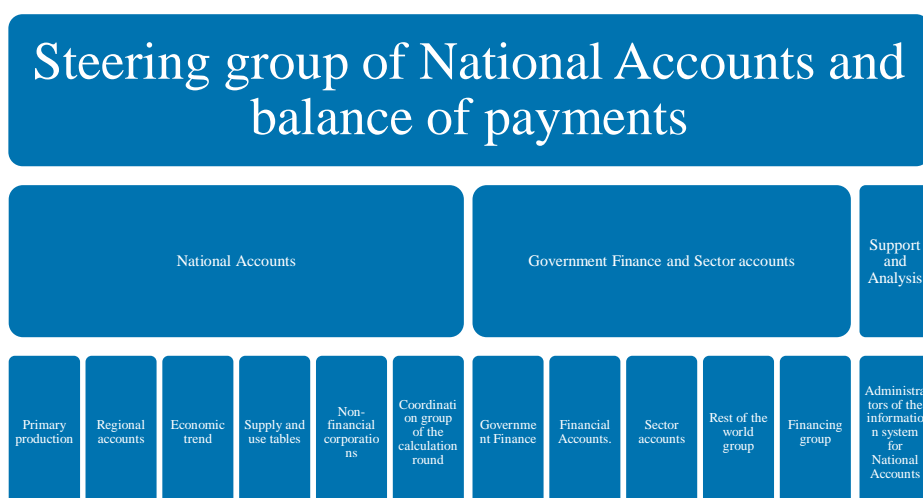 Steering group of National Accounts and
balance of payments
National Accounts
Government Finance and Sector accounts
Support
and
Analysis
Primary
production
Regional
accounts
Economic
trend
Supply and
use tables
Non-
financial
corporatio
ns
Coordinati
on group
of the
calculation
round
Governme
nt Finance
Financial
Accounts.
Sector
accounts
Rest of the
world
group
Financing
group
Administra
tors of the
informatio
n system
for
National
Accounts